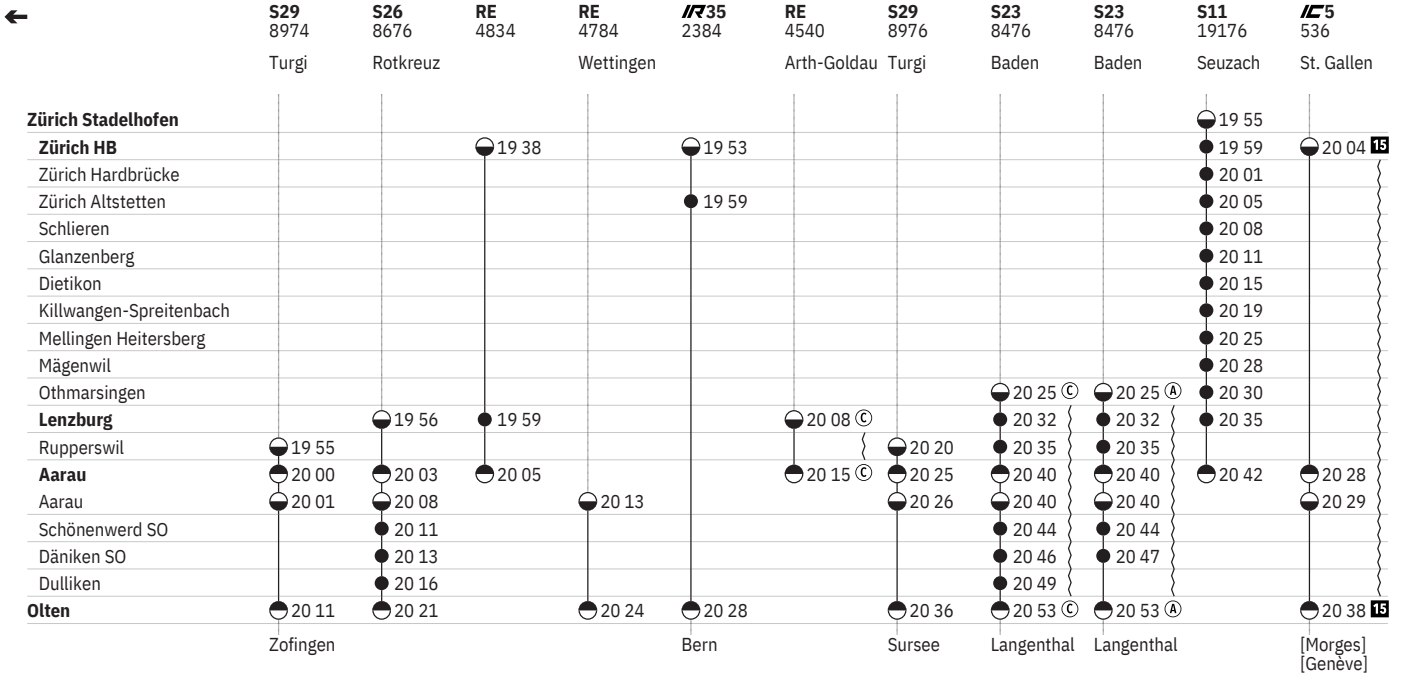 S29 S26 RE RE IR35 RE S29 S23 S23 S11 IC5
8974 8676 4834 4784 2384 4540 8976 8476 8476 19176 536
Turgi Rotkreuz Wettingen Arth-Goldau Turgi Baden Baden Seuzach St. Gallen
Zürich Stadelhofen 19 55
Zürich HB 19 38 19 53 19 59 20 04 15
Zürich Hardbrücke 20 01
Zürich Altstetten 19 59 20 05
Schlieren 20 08
Glanzenberg 20 11
Dietikon 20 15
Killwangen-Spreitenbach 20 19
Mellingen Heitersberg 20 25
Mägenwil 20 28
Othmarsingen 20 25 Ⓒ 20 25 Ⓐ 20 30
Lenzburg 19 56 19 59 20 08 Ⓒ 20 32 20 32 20 35
Rupperswil 19 55 20 20 20 35 20 35
Aarau 20 00 20 03 20 05 20 15 Ⓒ 20 25 20 40 20 40 20 42 20 28
Aarau 20 01 20 08 20 13 20 26 20 40 20 40 20 29
Schönenwerd SO 20 11 20 44 20 44
Däniken SO 20 13 20 46 20 47
Dulliken 20 16 20 49
Olten 20 11 20 21 20 24 20 28 20 36 20 53 Ⓒ 20 53 Ⓐ 20 38 15
Zofingen Bern Sursee Langenthal Langenthal [Morges]
[Genève]